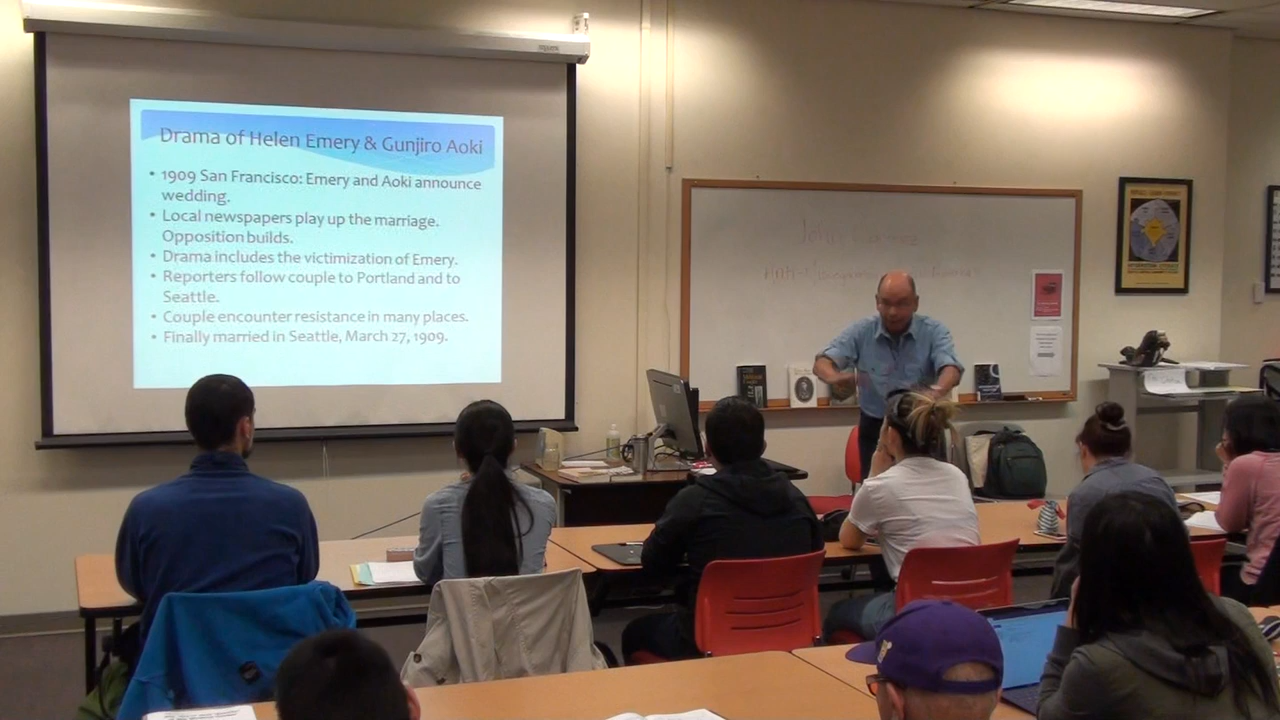 Drama of Helen Emery & Gunjiro Aoki
• 1909 San Francisco: Emery and Aoki announce
wedding.
• Local newspapers play up the marriage.
Opposition builds.
• Drama includes the victimization of Emery.
• Reporters follow couple to Portland and to
Seattle.
• Couple encounter resistance in many places.
• Finally married in Seattle, March 27, 1909.
John